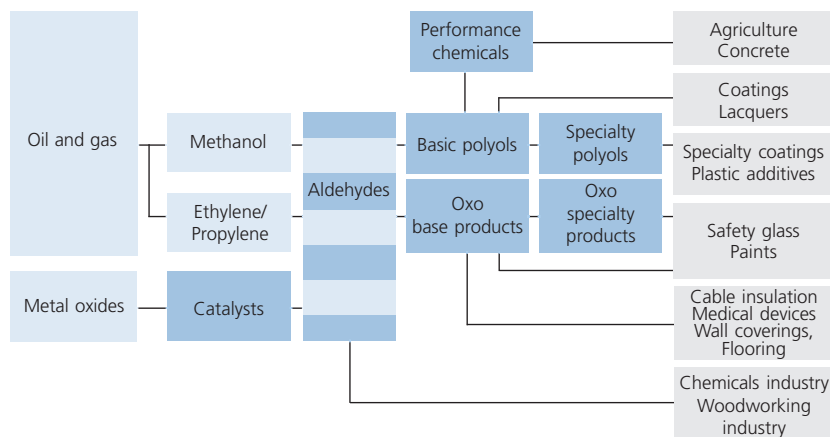 Performance
chemicals
Agriculture
Concrete
Coatings
Lacquers
Oil and gas
Methanol
Basic polyols
Specialty
polyols
Specialty coatings
Plastic additives
Aldehydes
Ethylene/
Propylene
Oxo
base products
Oxo
specialty
products
Safety glass
Paints
Metal oxides
Catalysts
Cable insulation
Medical devices
Wall coverings,
Flooring
Chemicals industry
Woodworking
industry